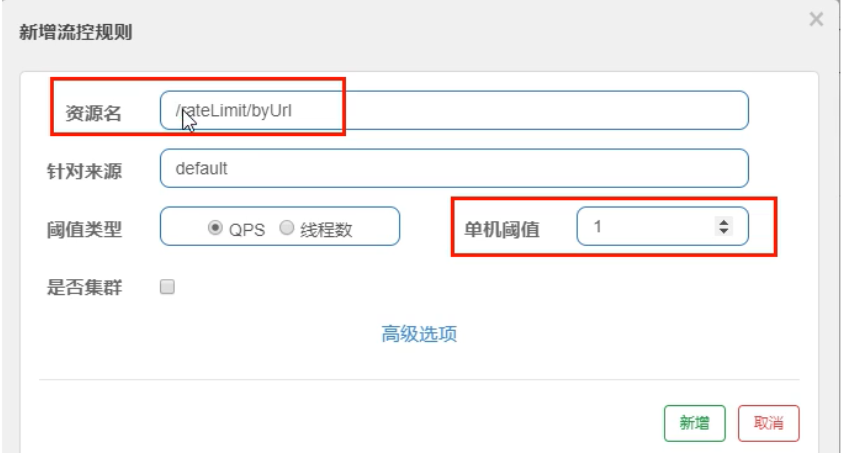 新增流控规则 ×
资源名 /rateLimit/byUrl
针对来源 default
阈值类型 QPS 线程数 单机阈值 1
是否集群
高级选项
新增 取消